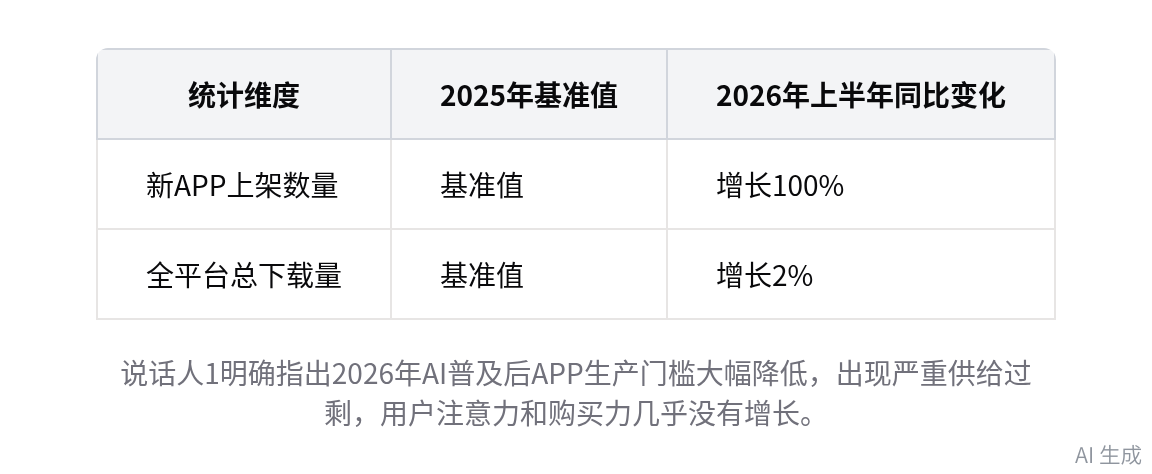 统计维度 2025年基准值 2026年上半年同比变化
新APP上架数量 基准值 增长100%
全平台总下载量 基准值 增长2%
说话人1明确指出2026年AI普及后APP生产门槛大幅降低，出现严重供给过
剩，用户注意力和购买力几乎没有增长。
AI 生成